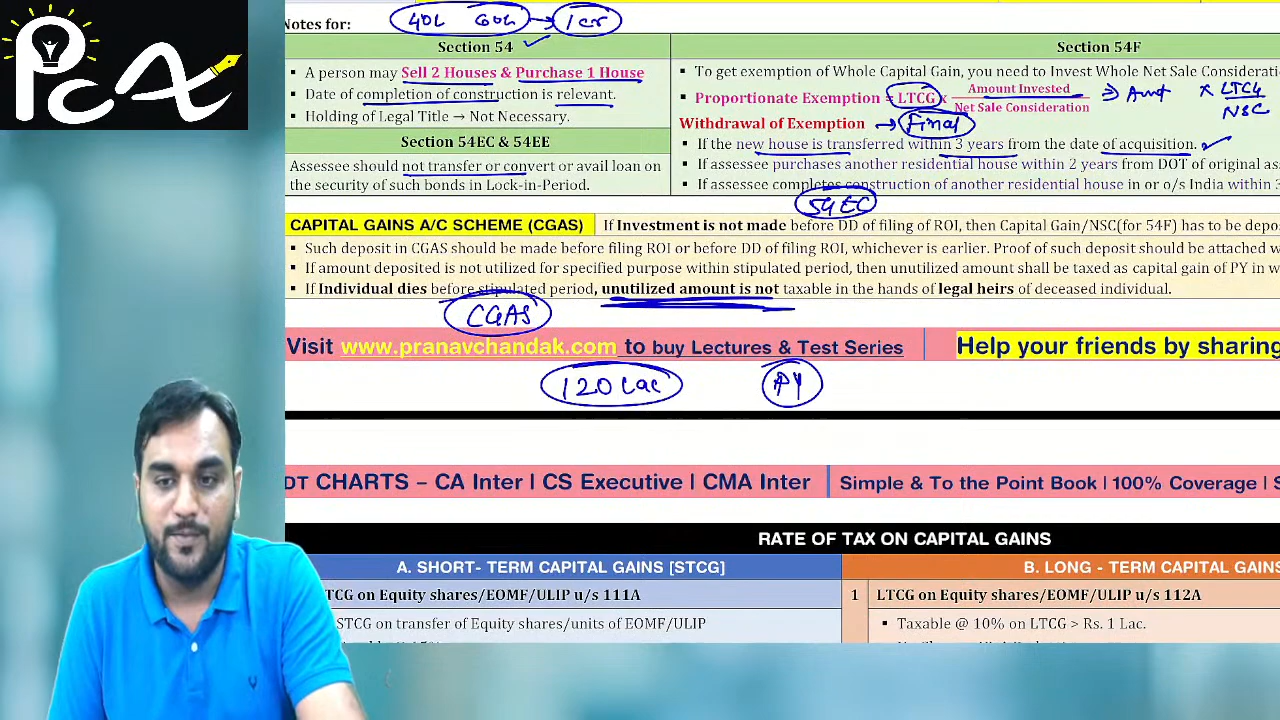 PCA
Notes for:
40L 60L → 1 cr
Section 54
A person may Sell 2 Houses & Purchase 1 House
Date of completion of construction is relevant.
Holding of Legal Title → Not Necessary.
Section 54EC & 54EE
Assessee should not transfer or convert or avail loan
on the security of such bonds in Lock-in-Period.
Section 54F
To get exemption of Whole Capital Gain, you need to Invest Whole Net Sale Consideratio
Proportionate Exemption = LTCG x Amount Invested
Net Sale Consideration
⇒ Amt × LTCG
NSC
Withdrawal of Exemption → Final
If the new house is transferred within 3 years from the date of acquisition.
If assessee purchases another residential house within 2 years from DOT of original as
If assessee completes construction of another residential house in or o/s India within 3
54EC
CAPITAL GAINS A/C SCHEME (CGAS) If Investment is not made before DD of filing of ROI, then Capital Gain/NSC(for 54F) has to be depo
Such deposit in CGAS should be made before filing ROI or before DD of filing ROI, whichever is earlier. Proof of such deposit should be attached w
If amount deposited is not utilized for specified purpose within stipulated period, then unutilized amount shall be taxed as capital gain of PY in w
If Individual dies before stipulated period, unutilized amount is not taxable in the hands of legal heirs of deceased individual.
CGAS
Visit www.pranavchandak.com to buy Lectures & Test Series
Help your friends by sharing
120 Lac PY
DT CHARTS – CA Inter | CS Executive | CMA Inter
Simple & To the Point Book | 100% Coverage | S
RATE OF TAX ON CAPITAL GAINS
A. SHORT- TERM CAPITAL GAINS [STCG]
B. LONG - TERM CAPITAL GAINS
TCG on Equity shares/EOMF/ULIP u/s 111A
1 LTCG on Equity shares/EOMF/ULIP u/s 112A
STCG on transfer of Equity shares/units of EOMF/ULIP
Taxable @ 10% on LTCG > Rs. 1 Lac.